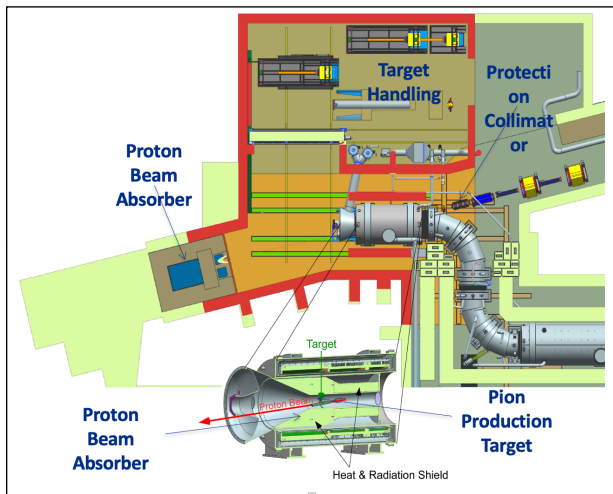 Target
Handling
Protecti
on
Collimat
or
Proton
Beam
Absorber
Target
Proton Beam
Proton
Beam
Absorber
Pion
Production
Target
Heat & Radiation Shield